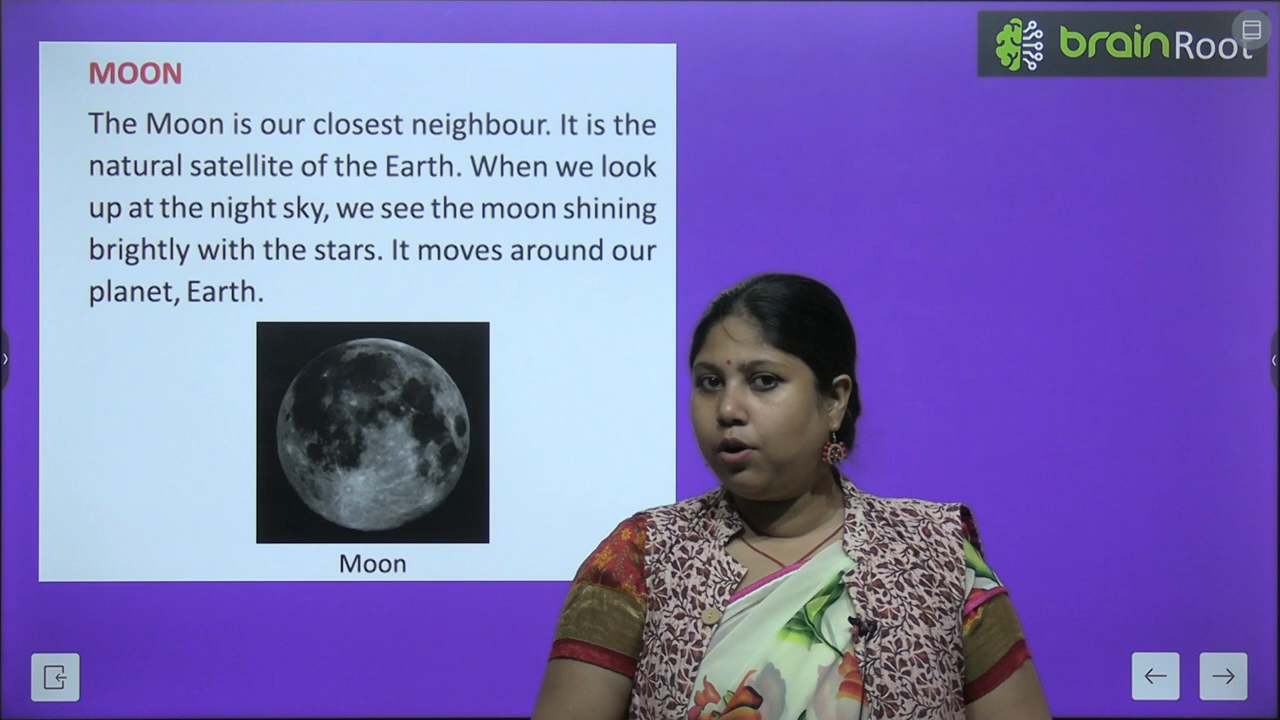 MOON
The Moon is our closest neighbour. It is the
natural satellite of the Earth. When we look
up at the night sky, we see the moon shining
brightly with the stars. It moves around our
planet, Earth.
Moon
brainRoot